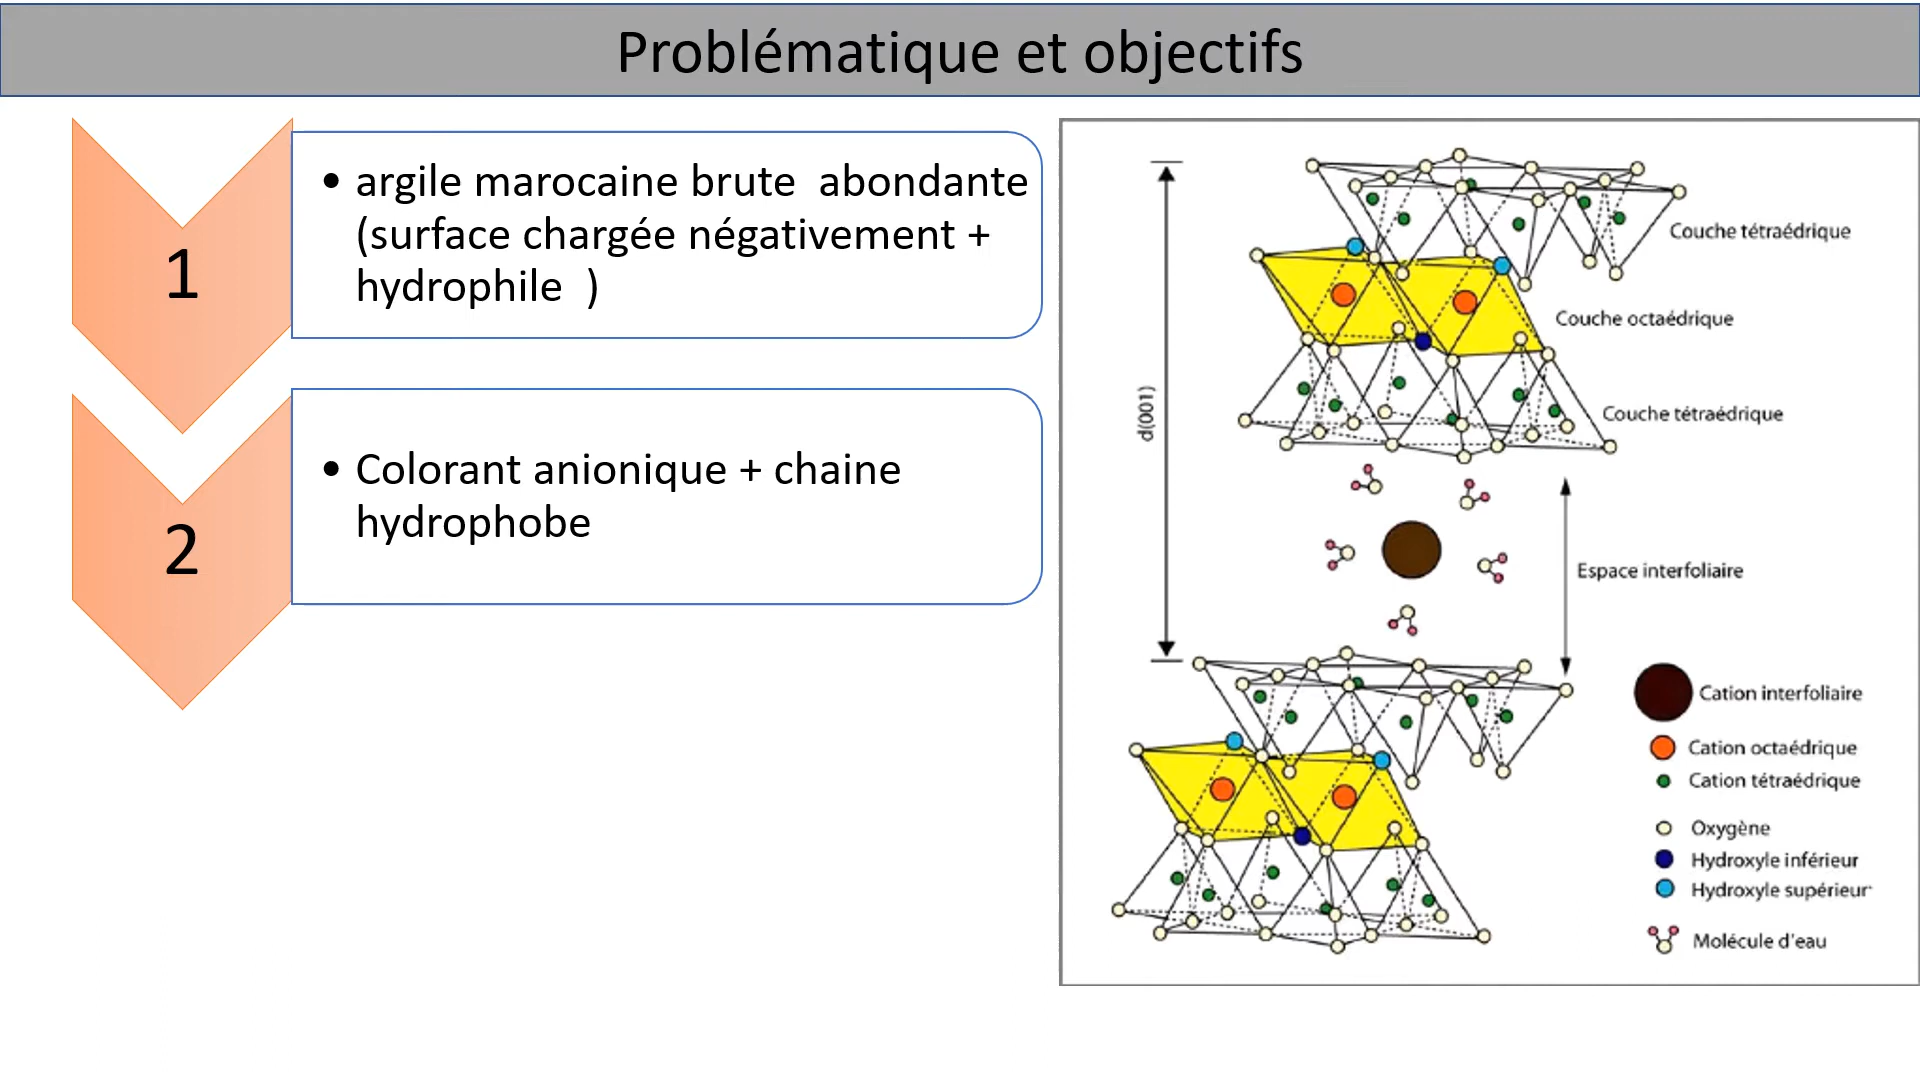 Problématique et objectifs
1
• argile marocaine brute  abondante
(surface chargée négativement +
hydrophile  )
2
• Colorant anionique + chaine
hydrophobe
d(001)
Couche tétraédrique
Couche octaédrique
Couche tétraédrique
Espace interfoliaire
Cation interfoliaire
Cation octaédrique
Cation tétraédrique
Oxygène
Hydroxyle inférieur
Hydroxyle supérieur
Molécule d'eau